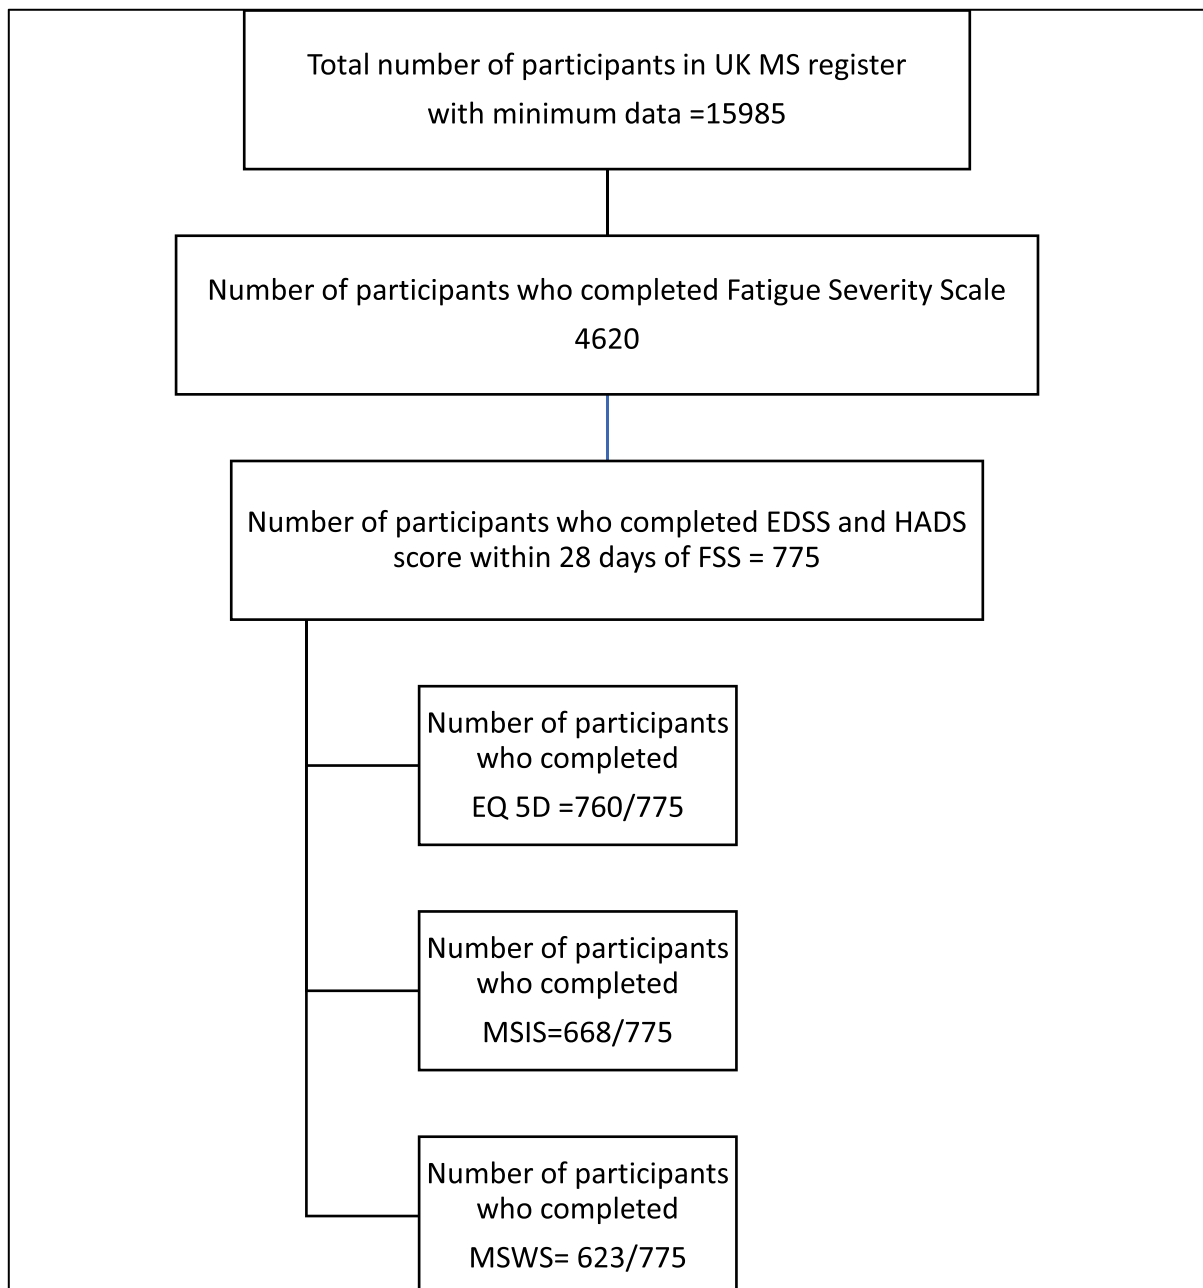 Total number of participants in UK MS register
with minimum data =15985
Number of participants who completed Fatigue Severity Scale
4620
Number of participants who completed EDSS and HADS
score within 28 days of FSS = 775
Number of participants
who completed
EQ 5D =760/775
Number of participants
who completed
MSIS=668/775
Number of participants
who completed
MSWS= 623/775